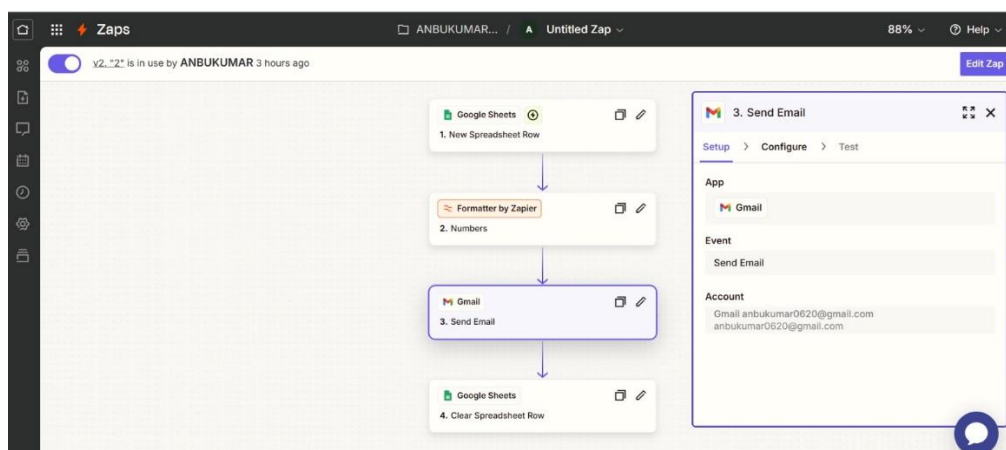 Zaps
ANBUKUMAR... / A Untitled Zap
88%
Help
v2. "2" is in use by ANBUKUMAR 3 hours ago
Edit Zap
Google Sheets
1. New Spreadsheet Row
Formatter by Zapier
2. Numbers
Gmail
3. Send Email
Google Sheets
4. Clear Spreadsheet Row
3. Send Email
Setup > Configure > Test
App
Gmail
Event
Send Email
Account
Gmail anbukumar0620@gmail.com
anbukumar0620@gmail.com